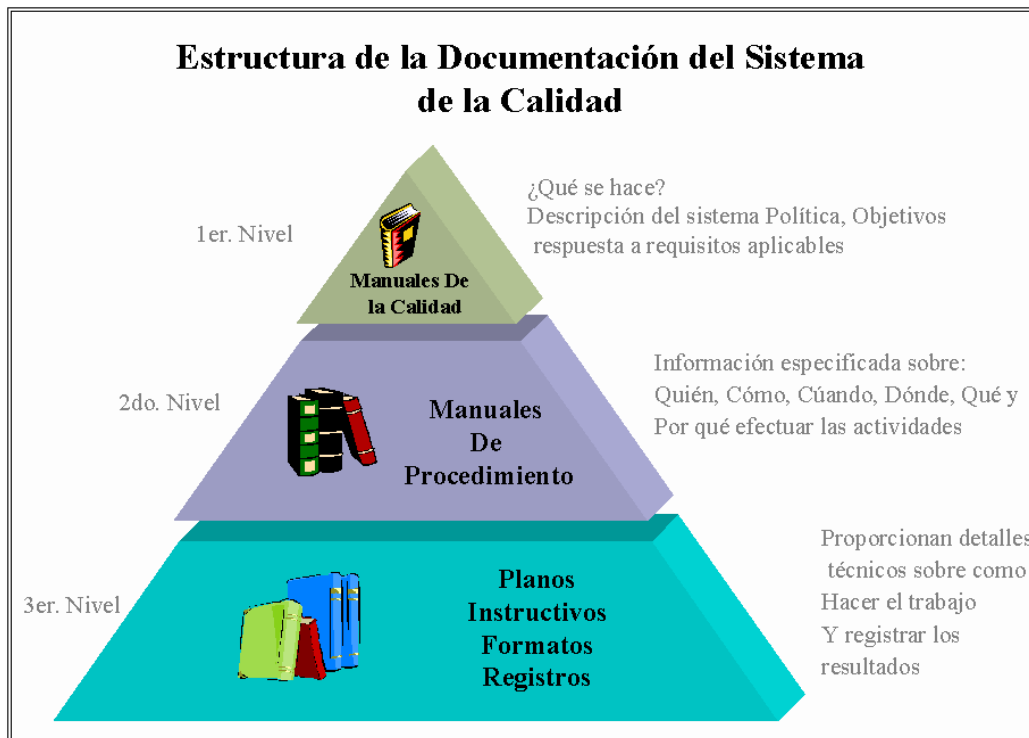 Estructura de la Documentación del Sistema
de la Calidad
1er. Nivel
Manuales De
la Calidad
¿Qué se hace?
Descripción del sistema Política, Objetivos
respuesta a requisitos aplicables
2do. Nivel
Manuales
De
Procedimiento
Información especificada sobre:
Quién, Cómo, Cúando, Dónde, Qué y
Por qué efectuar las actividades
3er. Nivel
Planos
Instructivos
Formatos
Registros
Proporcionan detalles
técnicos sobre como
Hacer el trabajo
Y registrar los
resultados